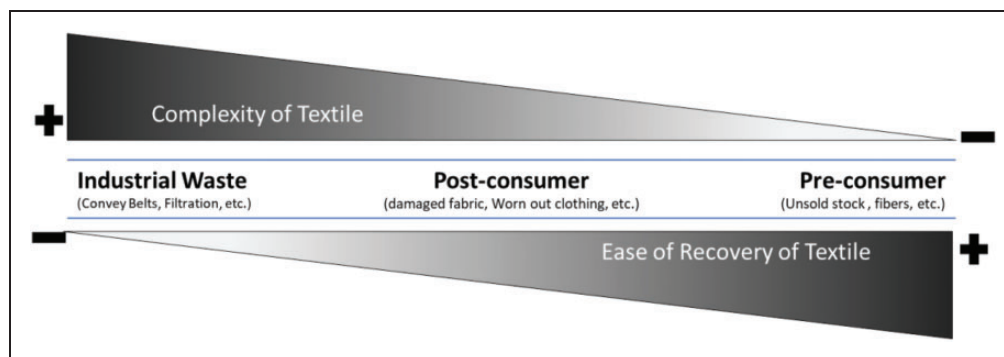 Complexity of Textile
Industrial Waste
(Convey Belts, Filtration, etc.)
Post-consumer
(damaged fabric, Worn out clothing, etc.)
Pre-consumer
(Unsold stock , fibers, etc.)
Ease of Recovery of Textile